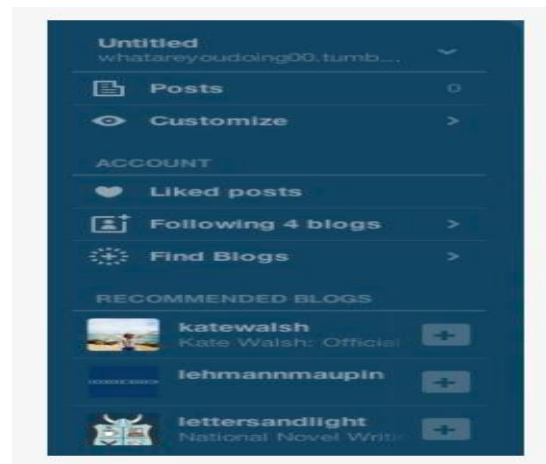 Untitled
whatareyoudoing00.tumb...
Posts 0
Customize >
ACCOUNT
Liked posts
Following 4 blogs >
Find Blogs >
RECOMMENDED BLOGS
katewalsh
Kate Walsh: Official
+
lehmannmaupin
+
lettersandlight
National Novel Writi
+